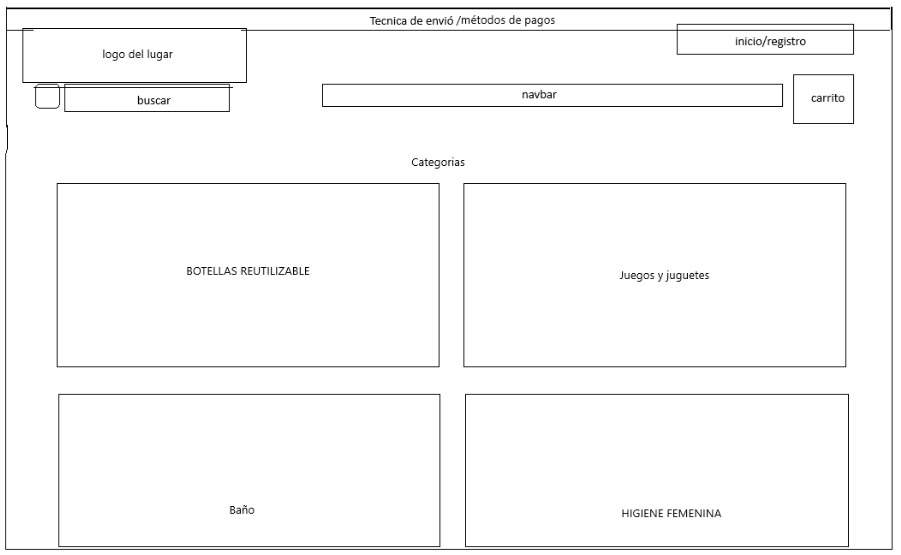 Tecnica de envió /métodos de pagos
inicio/registro
logo del lugar
buscar
navbar
carrito
Categorias
BOTELLAS REUTILIZABLE
Juegos y juguetes
Baño
HIGIENE FEMENINA